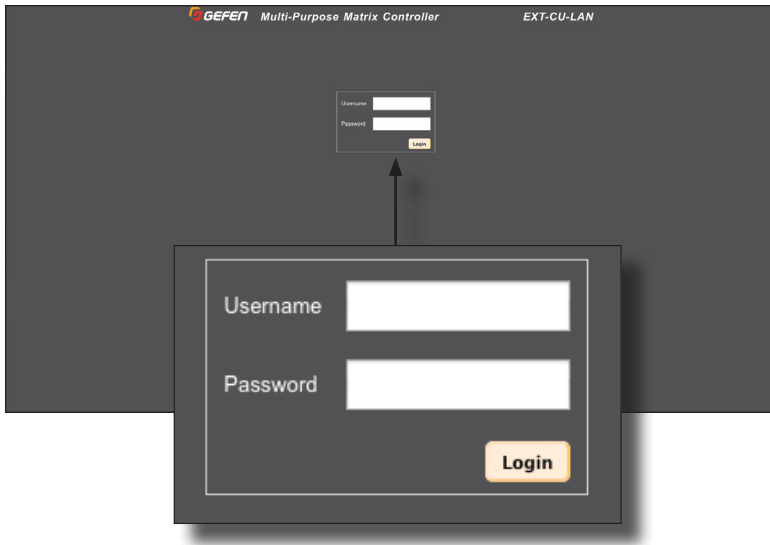 GEFEN Multi-Purpose Matrix Controller EXT-CU-LAN
Username
Password
Login
Username
Password
Login